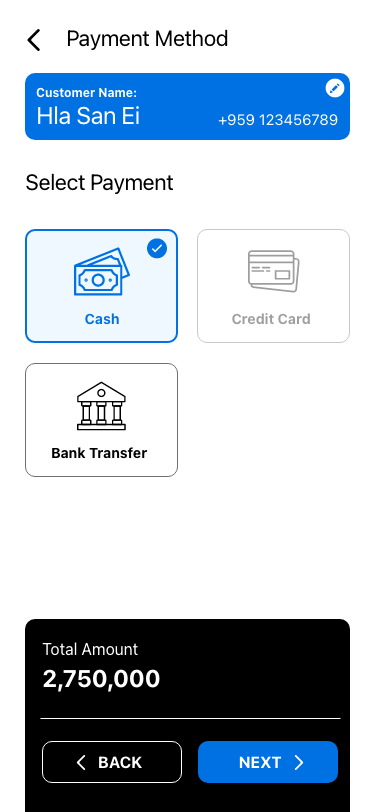 Payment Method
Customer Name:
Hla San Ei
+959 123456789
Select Payment
Cash
Credit Card
Bank Transfer
Total Amount
2,750,000
BACK
NEXT